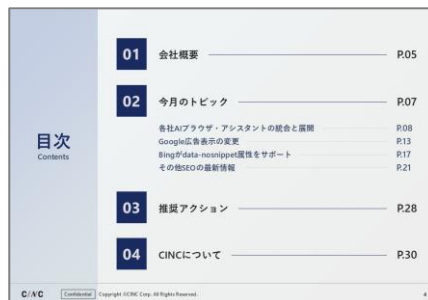 目次
Contents
01 会社概要 P.05
02 今月のトピック P.07
各社AIブラウザ・アシスタントの統合と展開 P.08
Google広告表示の変更 P.13
Bingがdata-nosnippet属性をサポート P.17
その他SEOの最新情報 P.21
03 推奨アクション P.28
04 CINCについて P.30
CINC Confidential Copyright ©CINC Corp. All Rights Reserved. 4